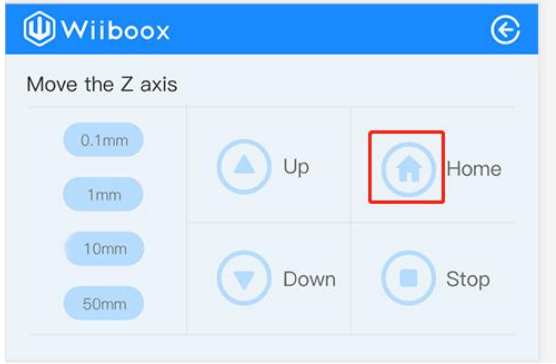 Wiiboox
Move the Z axis
0.1mm
1mm
10mm
50mm
Up
Home
Down
Stop